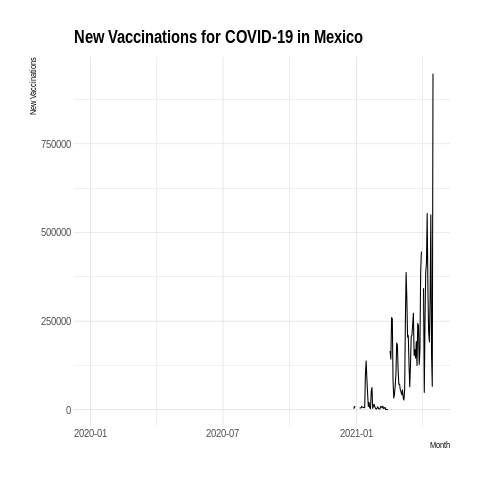 New Vaccinations for COVID-19 in Mexico
New Vaccinations
750000
500000
250000
0
2020-01
2020-07
2021-01
Month